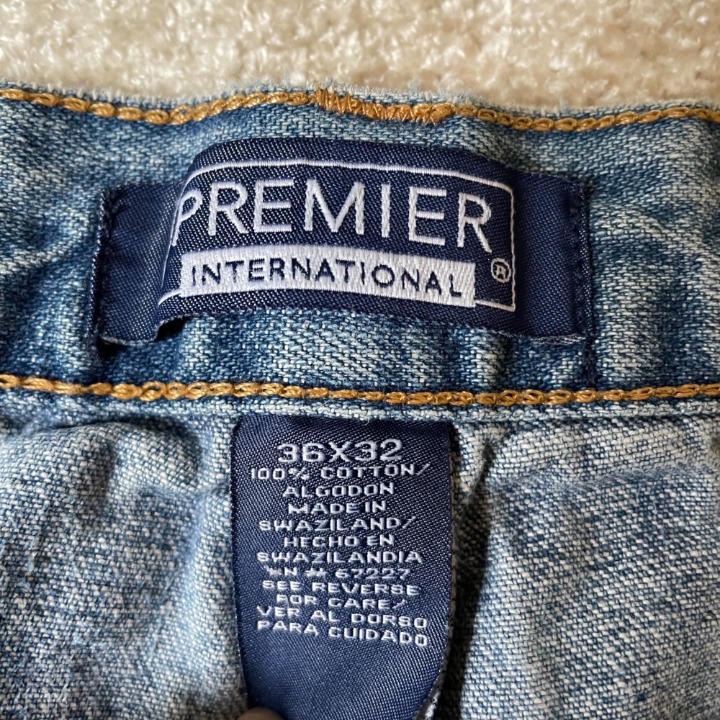 PREMIER
INTERNATIONAL ®
36X32
100% COTTON/
ALGODON
MADE IN
SWAZILAND/
HECHO EN
SWAZILANDIA
67227
SEE REVERSE
FOR CARE/
VER AL DORSO
PARA CUIDADO